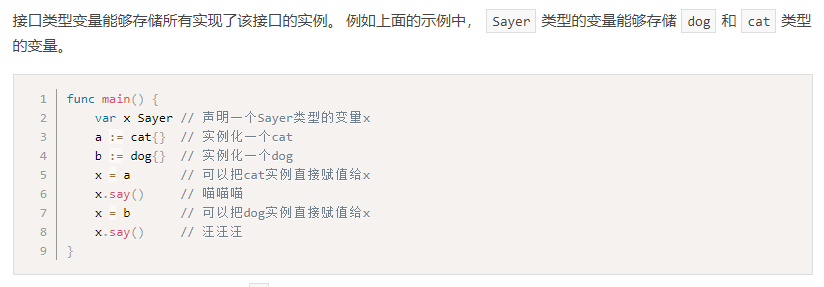 接口类型变量能够存储所有实现了该接口的实例。 例如上面的示例中， Sayer 类型的变量能够存储 dog 和 cat 类型
的变量。
1 func main() {
2     var x Sayer // 声明一个Sayer类型的变量x
3     a := cat{}  // 实例化一个cat
4     b := dog{}  // 实例化一个dog
5     x = a       // 可以把cat实例直接赋值给x
6     x.say()     // 喵喵喵
7     x = b       // 可以把dog实例直接赋值给x
8     x.say()     // 汪汪汪
9 }